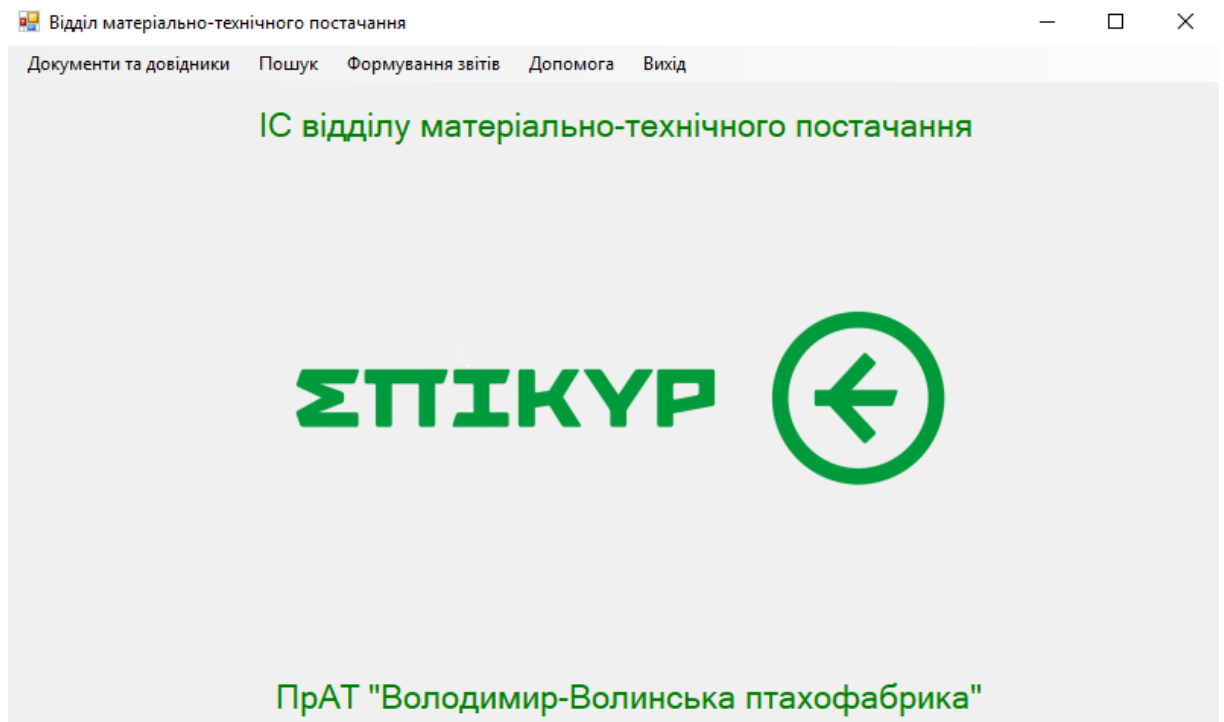 Відділ матеріально-технічного постачання
Документи та довідники Пошук Формування звітів Допомога Вихід
ІС відділу матеріально-технічного постачання
ΣПІКУР
ПрАТ "Володимир-Волинська птахофабрика"